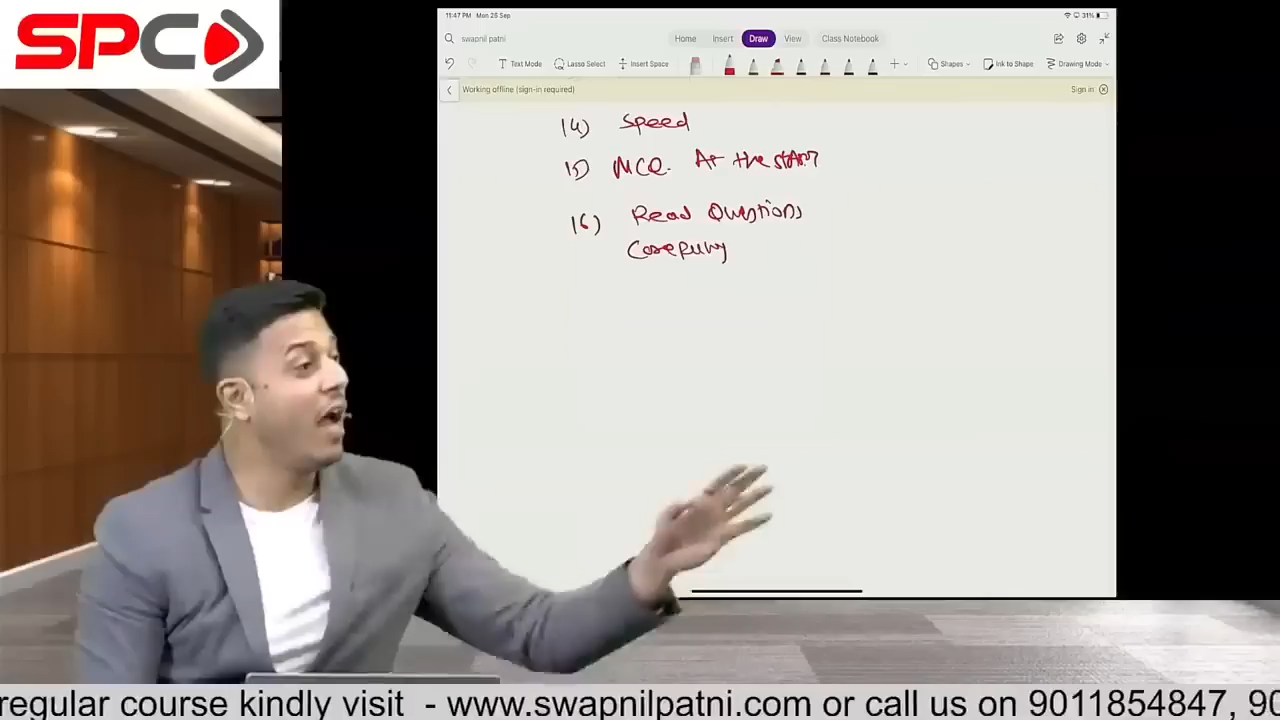 SPC
11:47 PM Mon 25 Sep
31%
swapnil patni
Home Insert Draw View Class Notebook
Text Mode Lasso Select Insert Space Shapes Ink to Shape Drawing Mode
Working offline (sign-in required) Sign in
14) Speed
15) MCQ. At the start
16) Read Questions
Carefully
regular course kindly visit - www.swapnilpatni.com or call us on 9011854847, 90